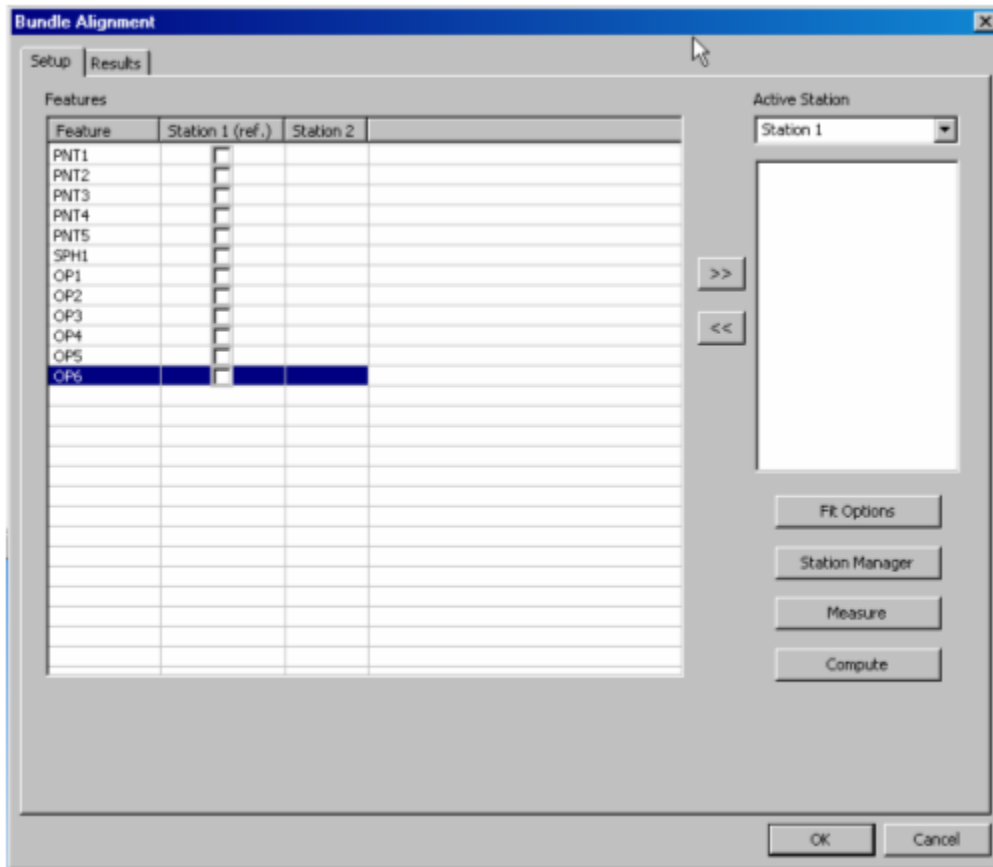 Bundle Alignment
Setup Results
Features
Active Station
Feature Station 1 (ref.) Station 2
Station 1
PNT1
PNT2
PNT3
PNT4
PNT5
SPH1
OP1
OP2
OP3
OP4
OP5
OP6
>>
<<
Fit Options
Station Manager
Measure
Compute
OK Cancel